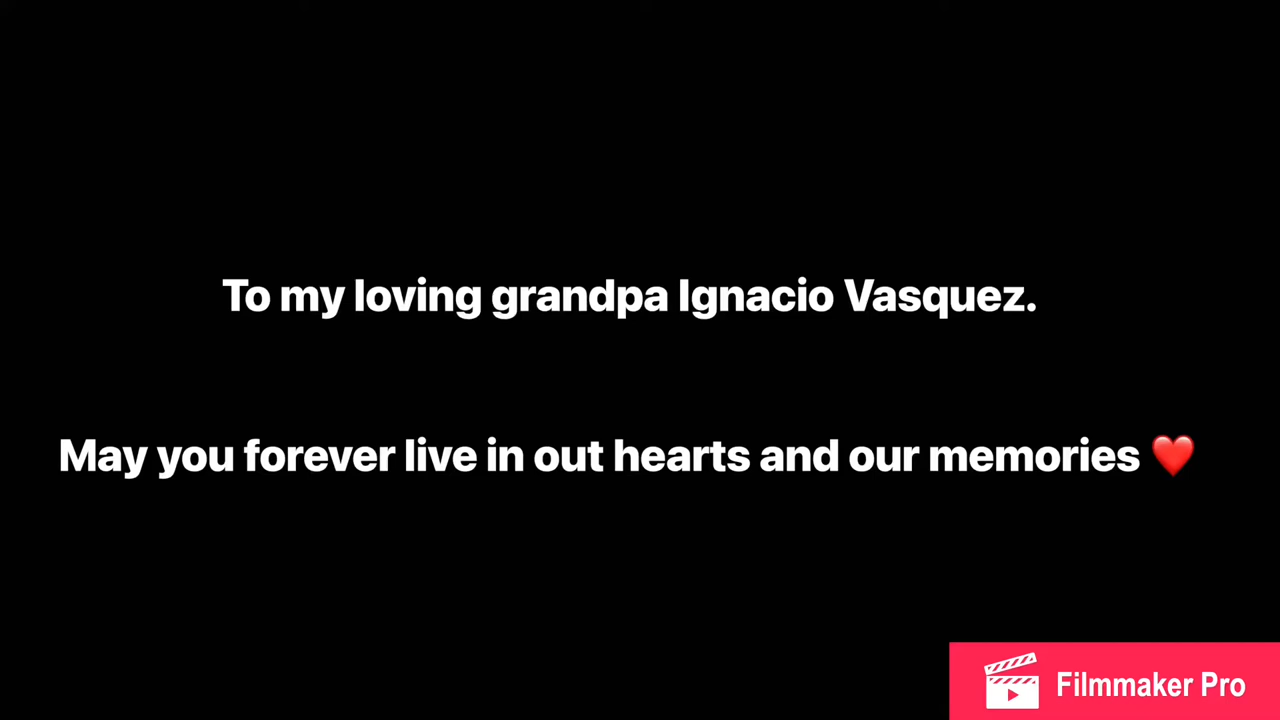 To my loving grandpa Ignacio Vasquez.
May you forever live in out hearts and our memories ❤️
Filmmaker Pro